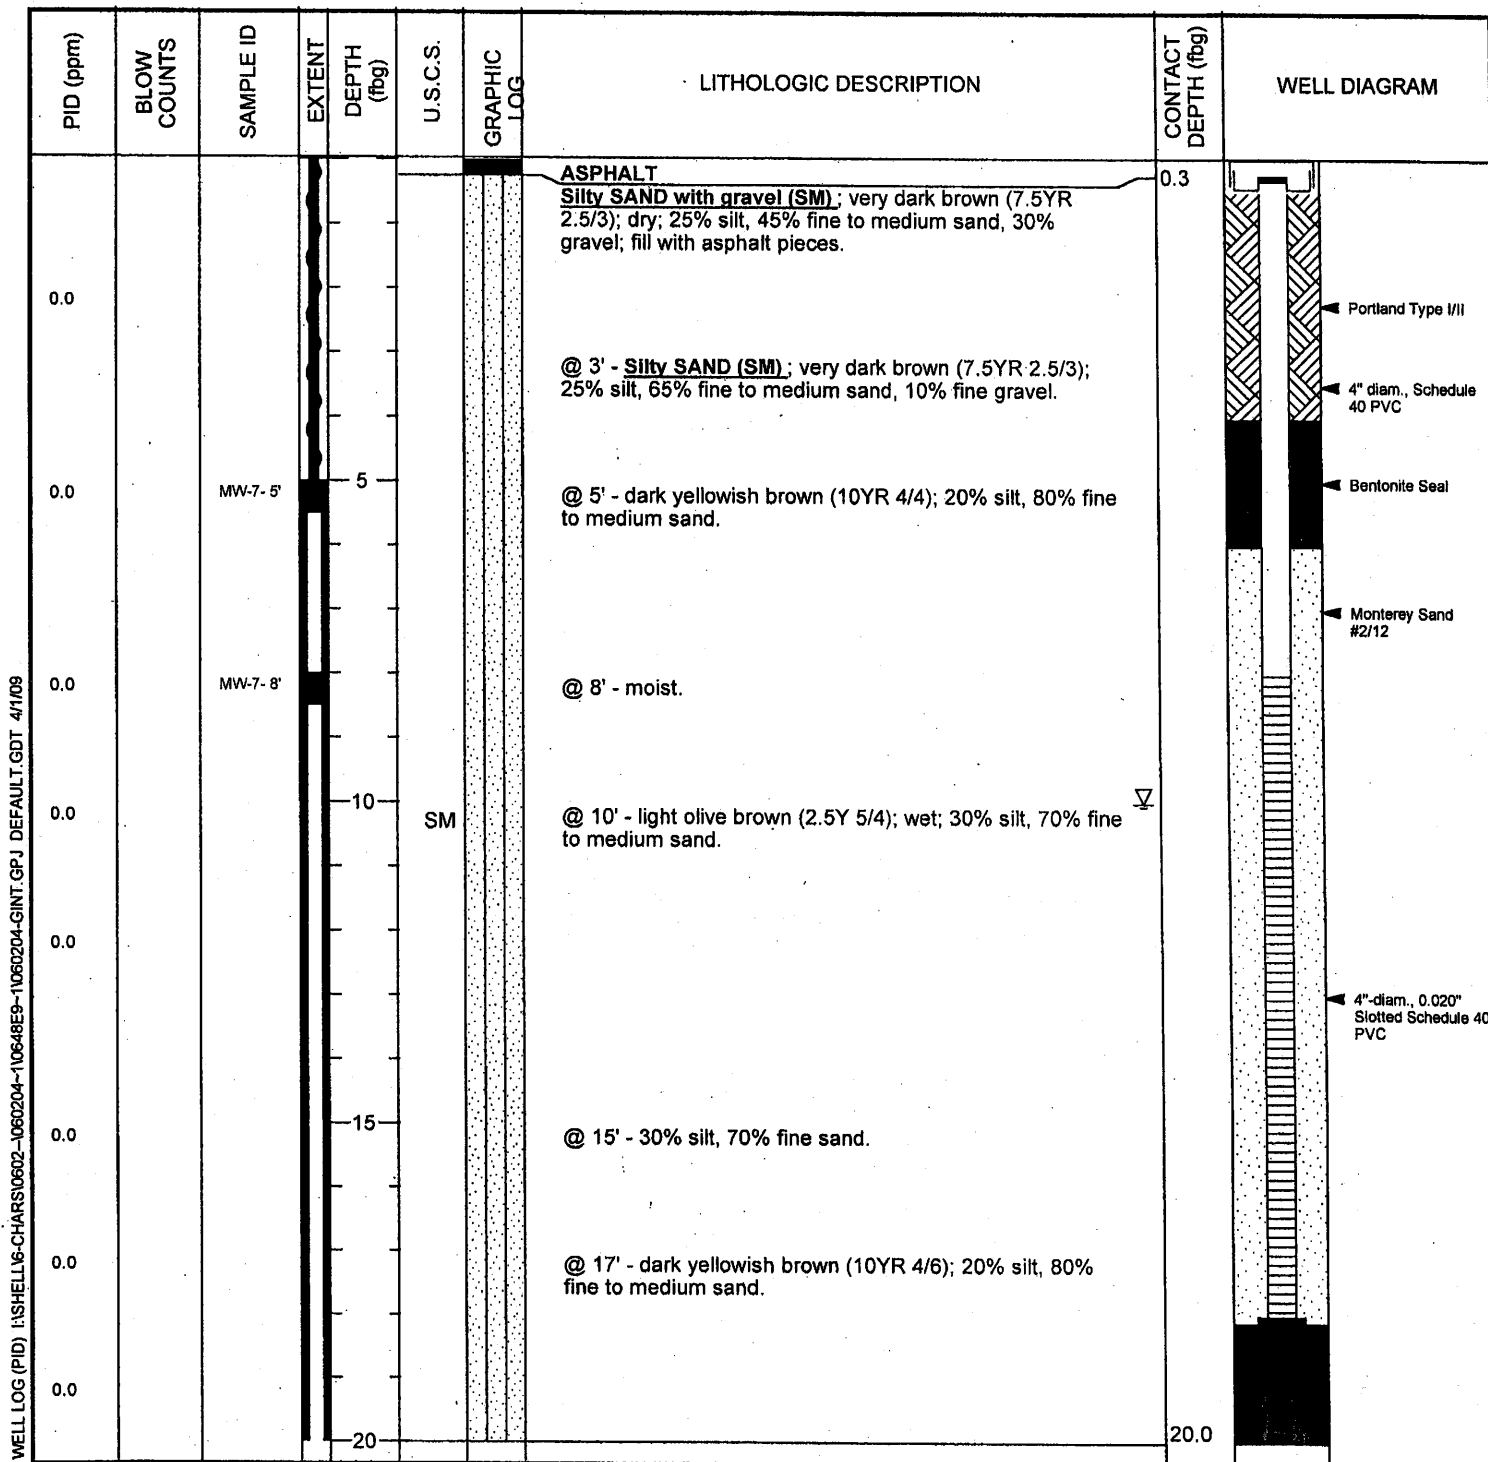 PID (ppm)
BLOW
COUNTS
SAMPLE ID
EXTENT
DEPTH
(fbg)
U.S.C.S.
GRAPHIC
LOG
LITHOLOGIC DESCRIPTION
CONTACT
DEPTH (fbg)
WELL DIAGRAM
ASPHALT
0.3
Silty SAND with gravel (SM); very dark brown (7.5YR
2.5/3); dry; 25% silt, 45% fine to medium sand, 30%
gravel; fill with asphalt pieces.
0.0
Portland Type I/II
@ 3' - Silty SAND (SM); very dark brown (7.5YR 2.5/3);
25% silt, 65% fine to medium sand, 10% fine gravel.
4" diam., Schedule
40 PVC
0.0
MW-7- 5'
5
@ 5' - dark yellowish brown (10YR 4/4); 20% silt, 80% fine
to medium sand.
Bentonite Seal
Monterey Sand
#2/12
0.0
MW-7- 8'
@ 8' - moist.
0.0
10
SM
@ 10' - light olive brown (2.5Y 5/4); wet; 30% silt, 70% fine
to medium sand.
0.0
4"-diam., 0.020"
Slotted Schedule 40
PVC
0.0
15
@ 15' - 30% silt, 70% fine sand.
0.0
@ 17' - dark yellowish brown (10YR 4/6); 20% silt, 80%
fine to medium sand.
0.0
20
20.0
WELL LOG (PID) I:\SHELL\6-CHARS\0602--\060204~1\0648E9~1\060204-GINT.GPJ DEFAULT.GDT 4/1/09